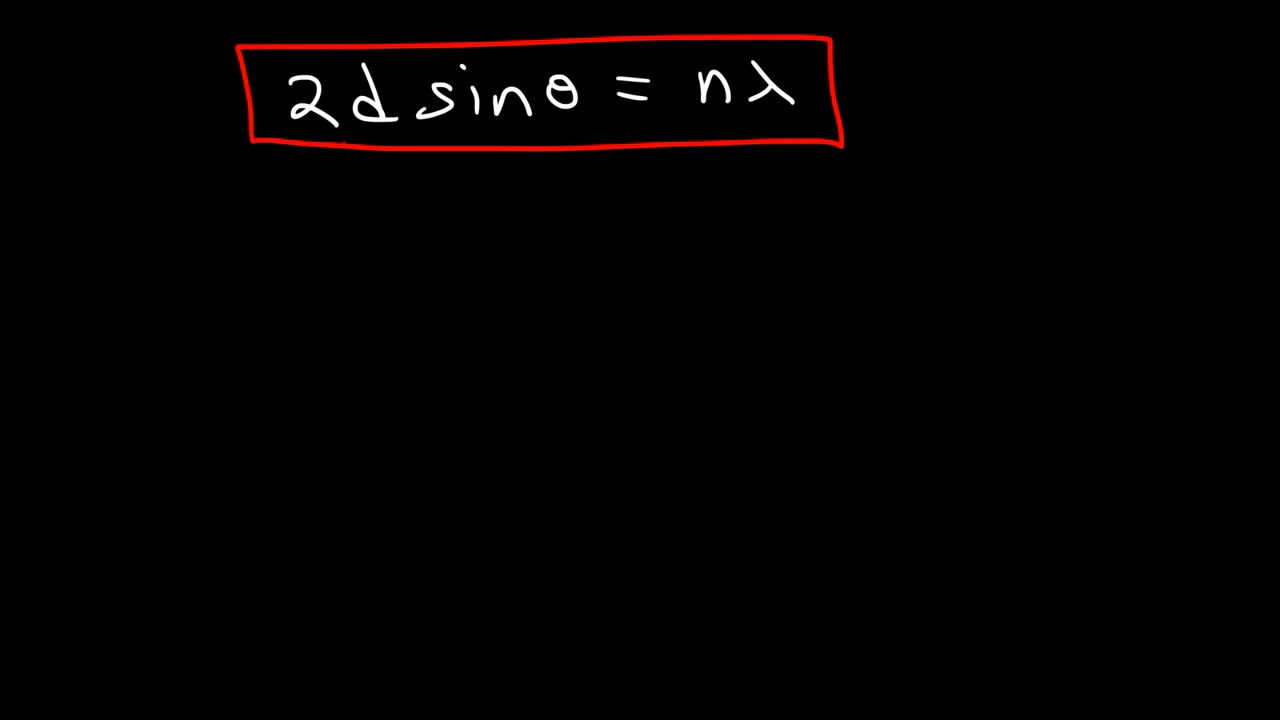 2d sinθ = nλ